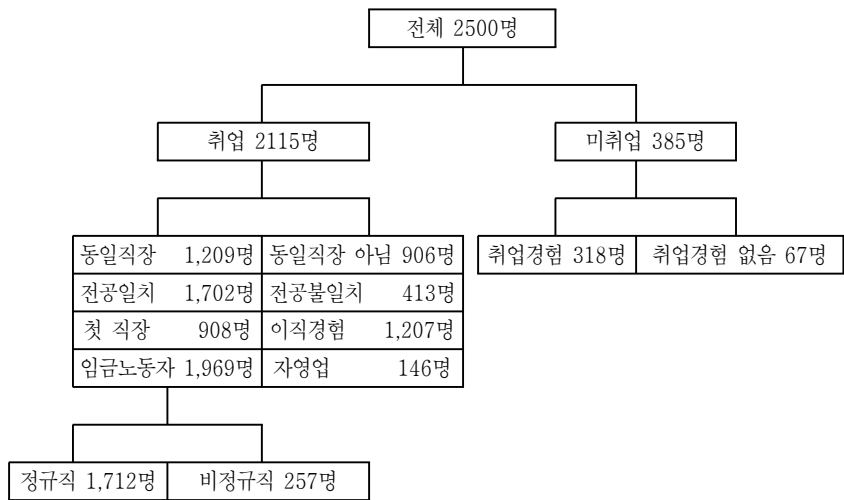 전체 2500명
취업 2115명
미취업 385명
동일직장 1,209명
동일직장 아님 906명
취업경험 318명
취업경험 없음 67명
전공일치 1,702명
전공불일치 413명
첫 직장 908명
이직경험 1,207명
임금노동자 1,969명
자영업 146명
정규직 1,712명
비정규직 257명